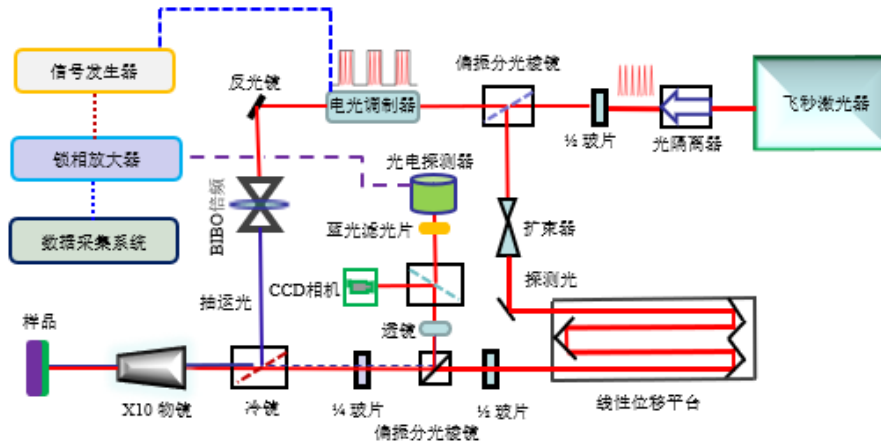 信号发生器
锁相放大器
数据采集系统
反光镜
电光调制器
偏振分光棱镜
½ 玻片
光隔离器
飞秒激光器
BIBO倍频
光电探测器
蓝光滤光片
扩束器
探测光
CCD相机
抽运光
透镜
样品
X10 物镜
冷镜
¼ 玻片
偏振分光棱镜
½ 玻片
线性位移平台